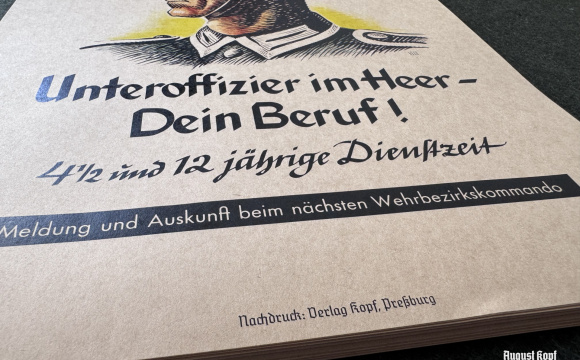 Unteroffizier im Heer –
Dein Beruf!
4½ und 12 jährige Dienstzeit
Meldung und Auskunft beim nächsten Wehrbezirkskommando
Nachdruck: Verlag Kopf, Preßburg
August Kopf